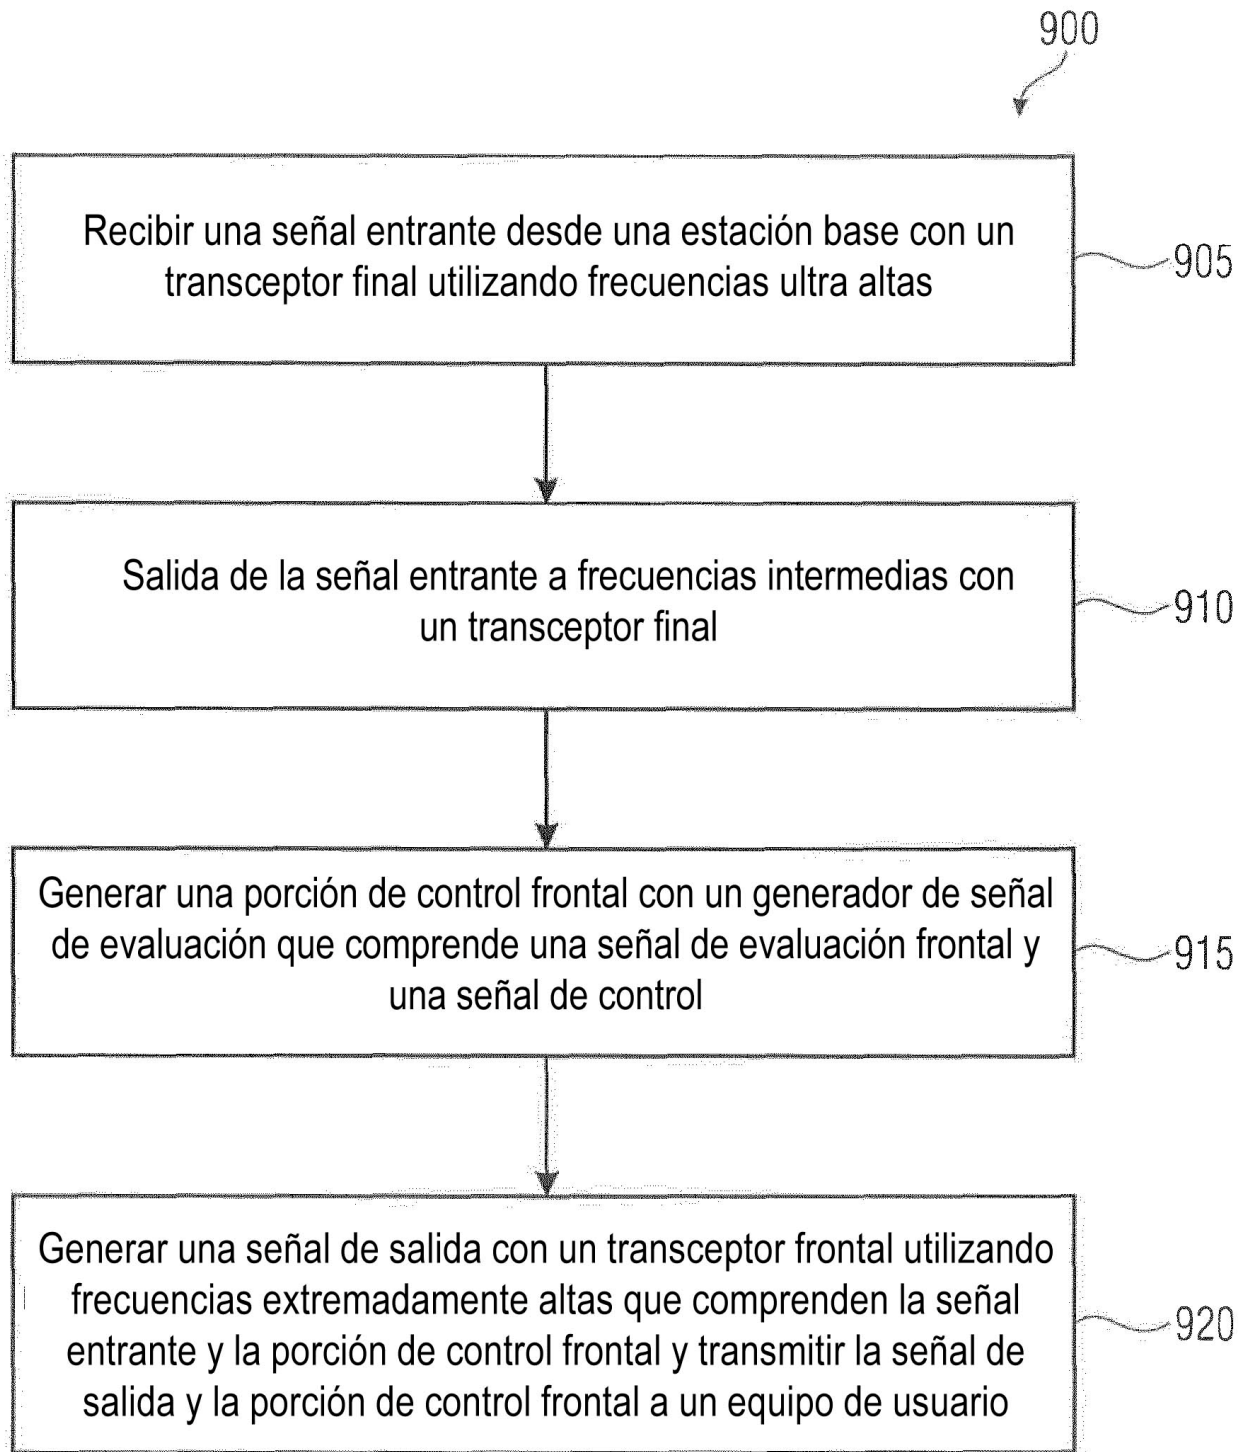 900
Recibir una señal entrante desde una estación base con un
transceptor final utilizando frecuencias ultra altas
905
Salida de la señal entrante a frecuencias intermedias con
un transceptor final
910
Generar una porción de control frontal con un generador de señal
de evaluación que comprende una señal de evaluación frontal y
una señal de control
915
Generar una señal de salida con un transceptor frontal utilizando
frecuencias extremadamente altas que comprenden la señal
entrante y la porción de control frontal y transmitir la señal de
salida y la porción de control frontal a un equipo de usuario
920